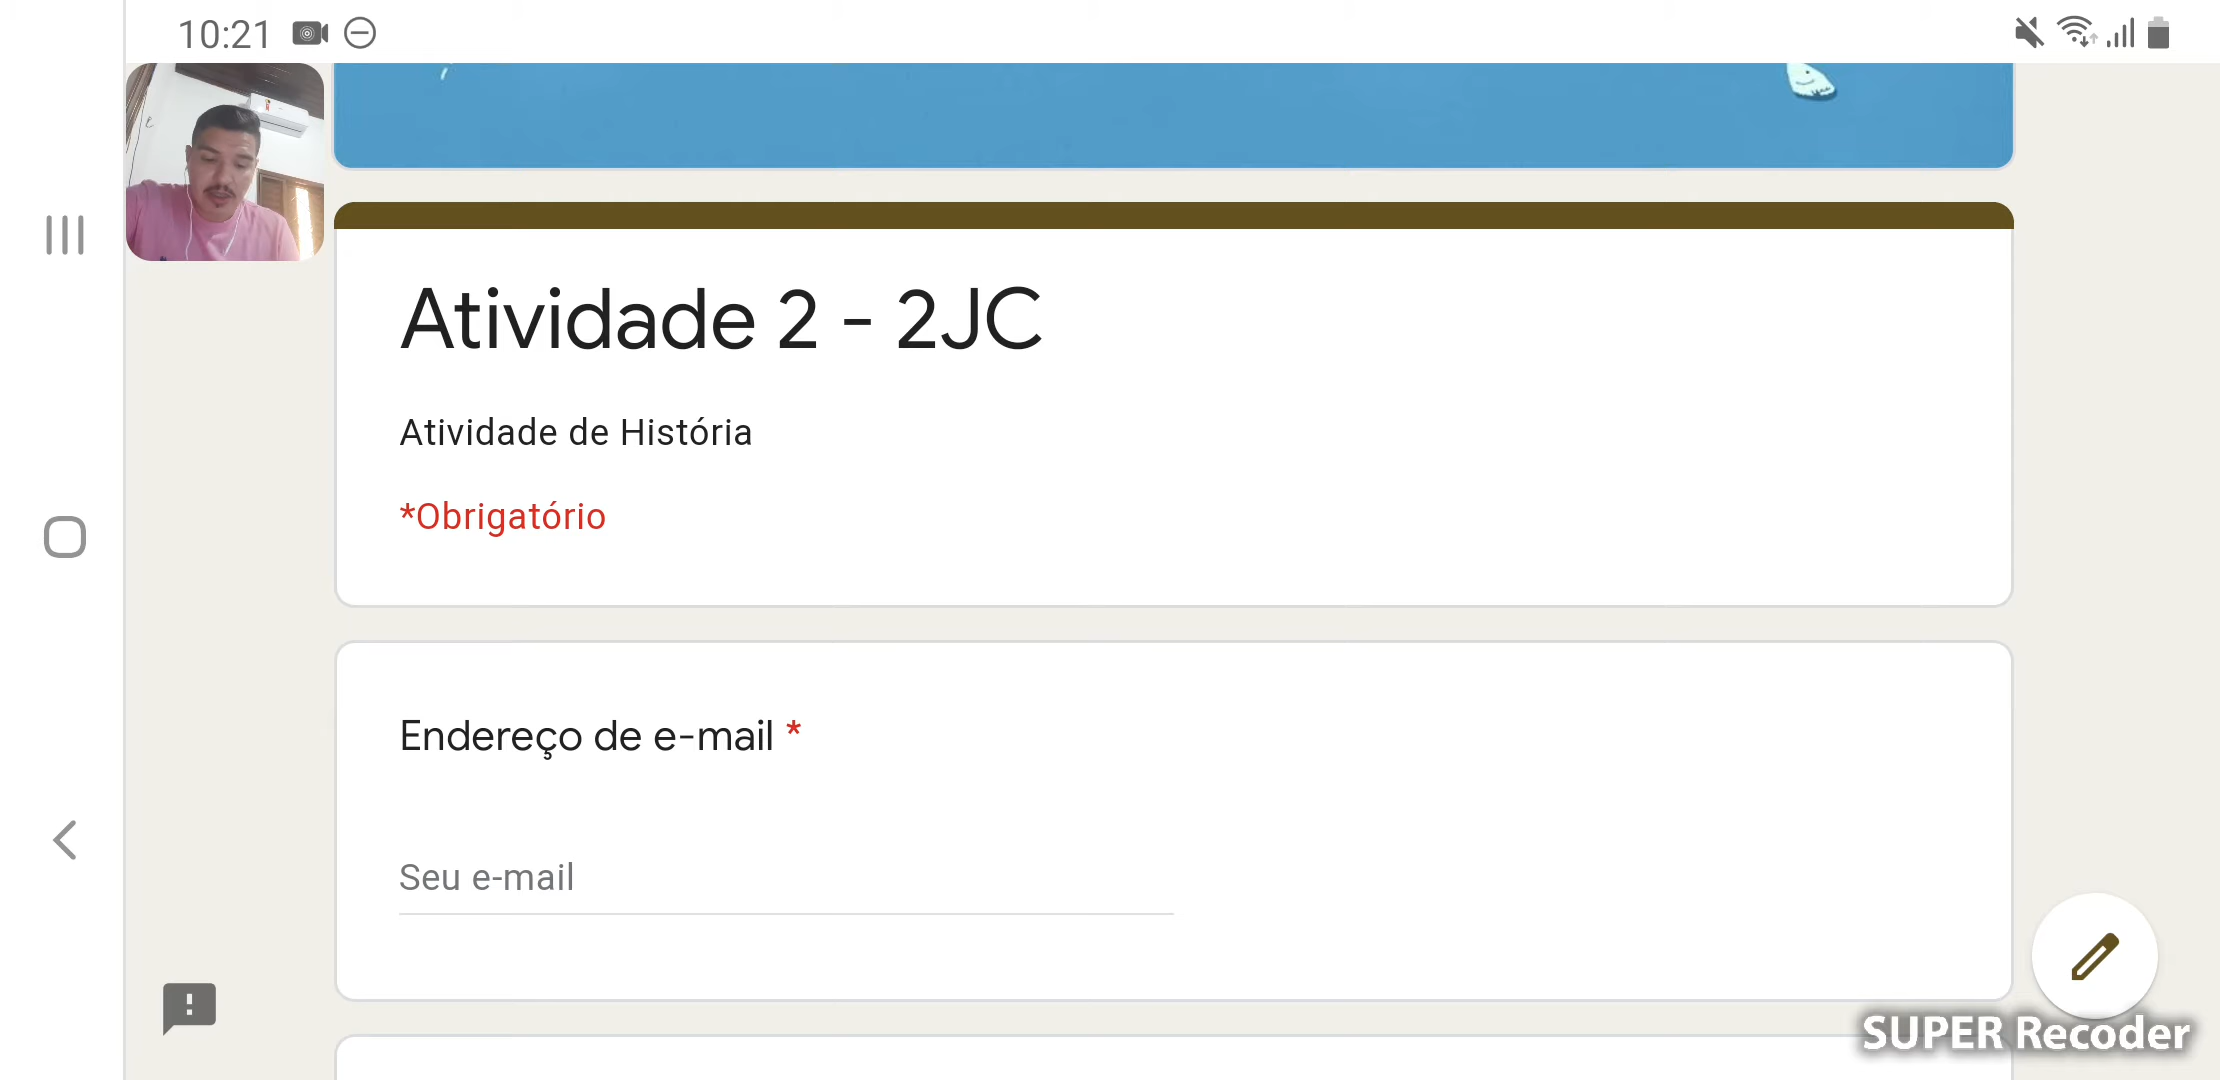 10:21
Atividade 2 - 2JC
Atividade de História
*Obrigatório
Endereço de e-mail *
Seu e-mail
SUPER Recoder